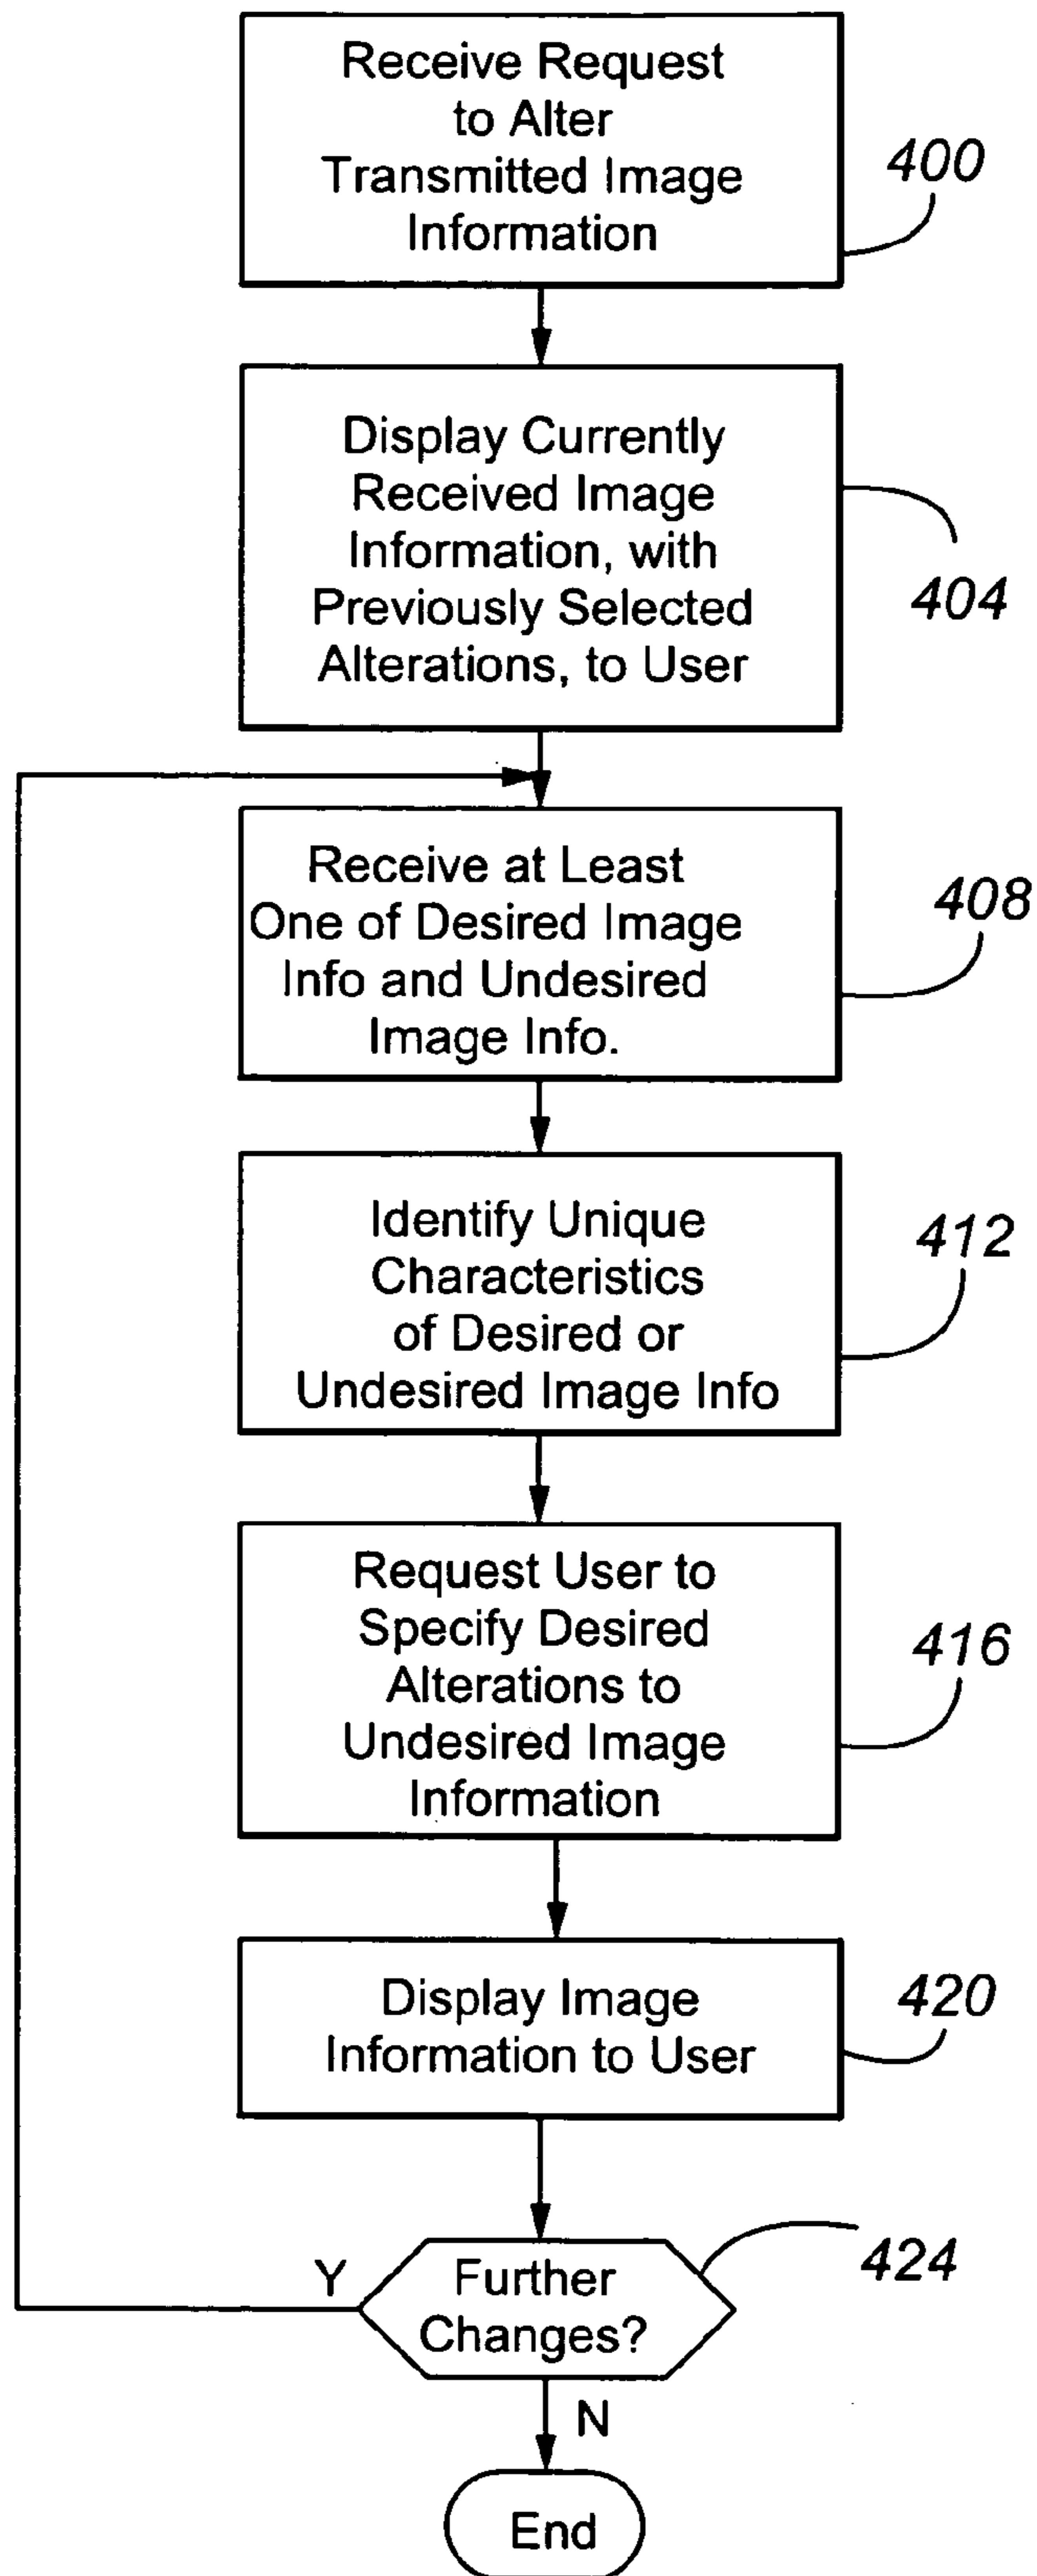 Receive Request
to Alter
Transmitted Image
Information
400
Display Currently
Received Image
Information, with
Previously Selected
Alterations, to User
404
Receive at Least
One of Desired Image
Info and Undesired
Image Info.
408
Identify Unique
Characteristics
of Desired or
Undesired Image Info
412
Request User to
Specify Desired
Alterations to
Undesired Image
Information
416
Display Image
Information to User
420
Y
Further
Changes?
424
N
End